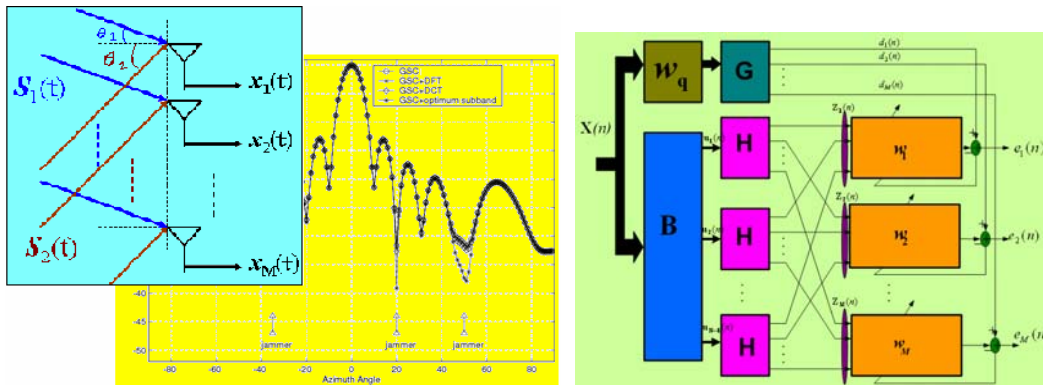 θ1
θ2
S1(t)
x1(t)
x2(t)
S2(t)
xM(t)
GSC
GSC+DFT
GSC+DCT
GSC+optimum subband
-45
-50
jammer
jammer
jammer
-80
-60
-40
-20
0
20
40
60
80
Azimuth Angle
d1(n)
d2(n)
dM(n)
wq
G
X(n)
B
u1(n)
H
H
H
Z1(n)
w1
e1(n)
w2
e2(n)
ZM(n)
wM
eM(n)